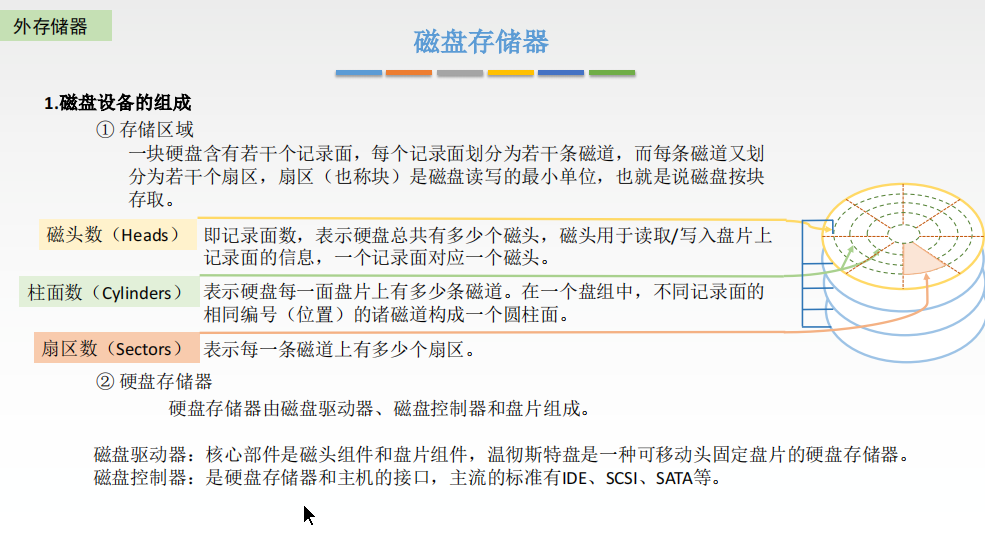 外存储器
磁盘存储器
1.磁盘设备的组成
① 存储区域
一块硬盘含有若干个记录面，每个记录面划分为若干条磁道，而每条磁道又划
分为若干个扇区，扇区（也称块）是磁盘读写的最小单位，也就是说磁盘按块
存取。
磁头数（Heads） 即记录面数，表示硬盘总共有多少个磁头，磁头用于读取/写入盘片上
记录面的信息，一个记录面对应一个磁头。
柱面数（Cylinders） 表示硬盘每一面盘片上有多少条磁道。在一个盘组中，不同记录面的
相同编号（位置）的诸磁道构成一个圆柱面。
扇区数（Sectors） 表示每一条磁道上有多少个扇区。
② 硬盘存储器
硬盘存储器由磁盘驱动器、磁盘控制器和盘片组成。
磁盘驱动器：核心部件是磁头组件和盘片组件，温彻斯特盘是一种可移动头固定盘片的硬盘存储器。
磁盘控制器：是硬盘存储器和主机的接口，主流的标准有IDE、SCSI、SATA等。